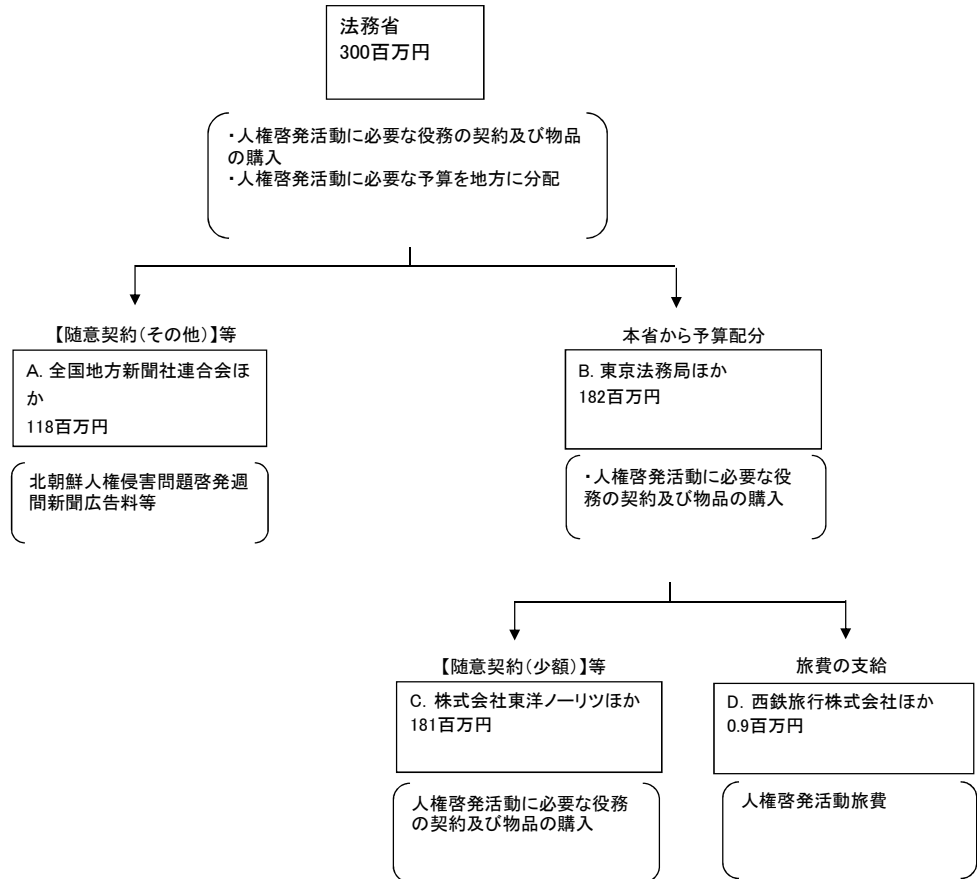 法務省
300百万円
・人権啓発活動に必要な役務の契約及び物品
の購入
・人権啓発活動に必要な予算を地方に分配
【随意契約(その他)】等
A. 全国地方新聞社連合会ほ
か
118百万円
北朝鮮人権侵害問題啓発週
間新聞広告料等
本省から予算配分
B. 東京法務局ほか
182百万円
・人権啓発活動に必要な役
務の契約及び物品の購入
【随意契約(少額)】等
C. 株式会社東洋ノーリツほか
181百万円
人権啓発活動に必要な役務
の契約及び物品の購入
旅費の支給
D. 西鉄旅行株式会社ほか
0.9百万円
人権啓発活動旅費